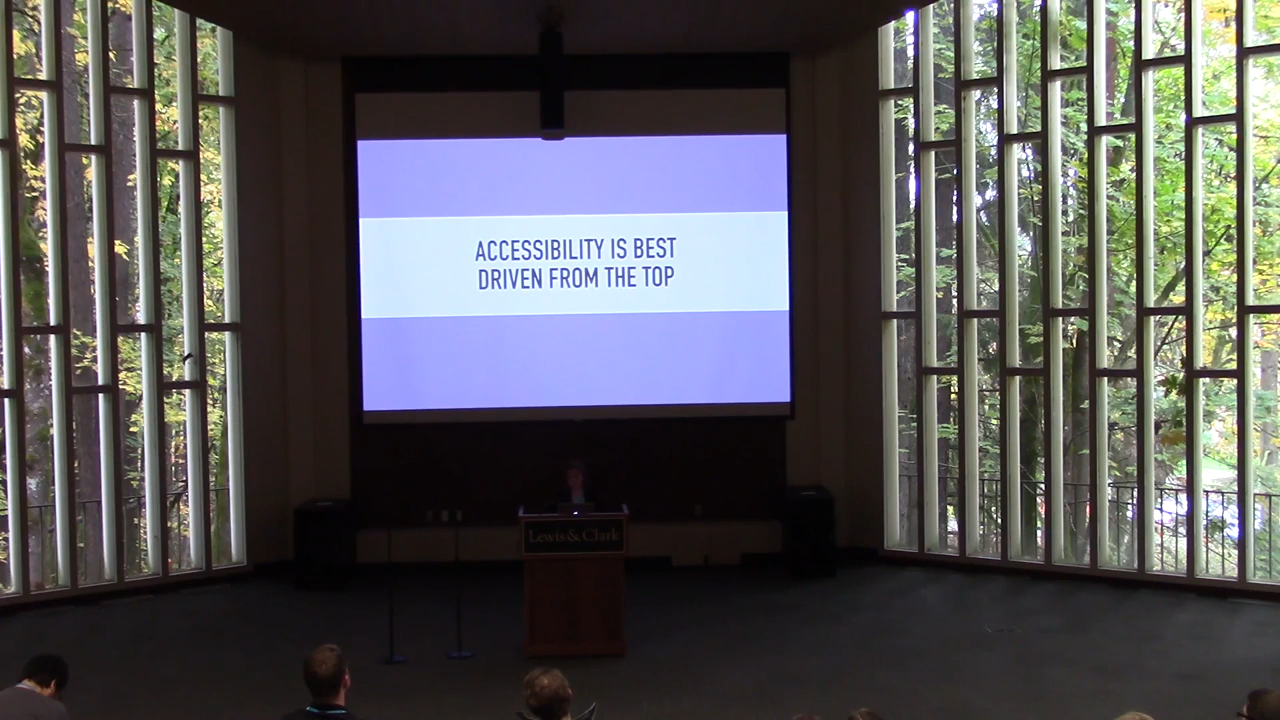 ACCESSIBILITY IS BEST
DRIVEN FROM THE TOP
Lewis & Clark